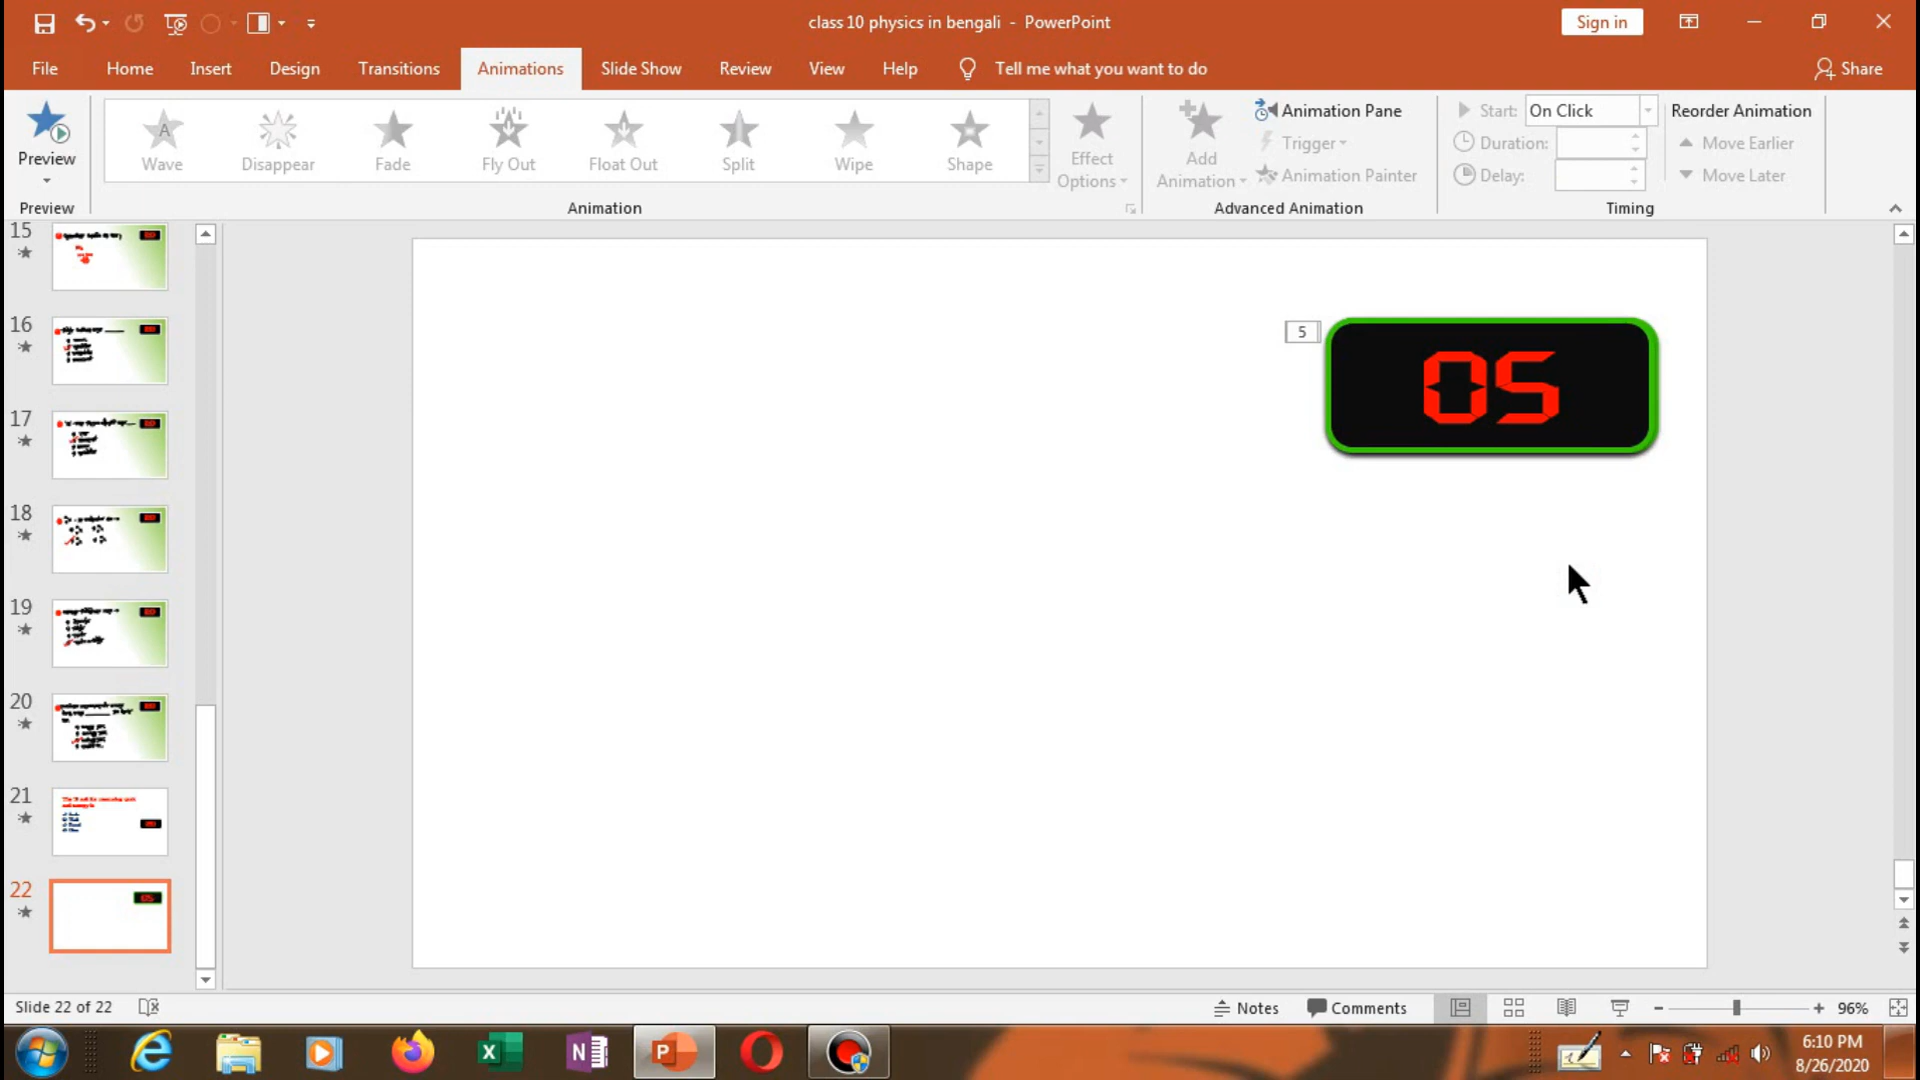 class 10 physics in bengali - PowerPoint
Sign in
File
Home
Insert
Design
Transitions
Animations
Slide Show
Review
View
Help
Tell me what you want to do
Share
Preview
Wave
Disappear
Fade
Fly Out
Float Out
Split
Wipe
Shape
Effect
Options
Add
Animation
Animation Pane
Trigger
Animation Painter
Start: On Click
Duration:
Delay:
Reorder Animation
Move Earlier
Move Later
Preview
Animation
Advanced Animation
Timing
15
16
17
18
19
20
21
22
5
05
Slide 22 of 22
Notes
Comments
96%
6:10 PM
8/26/2020